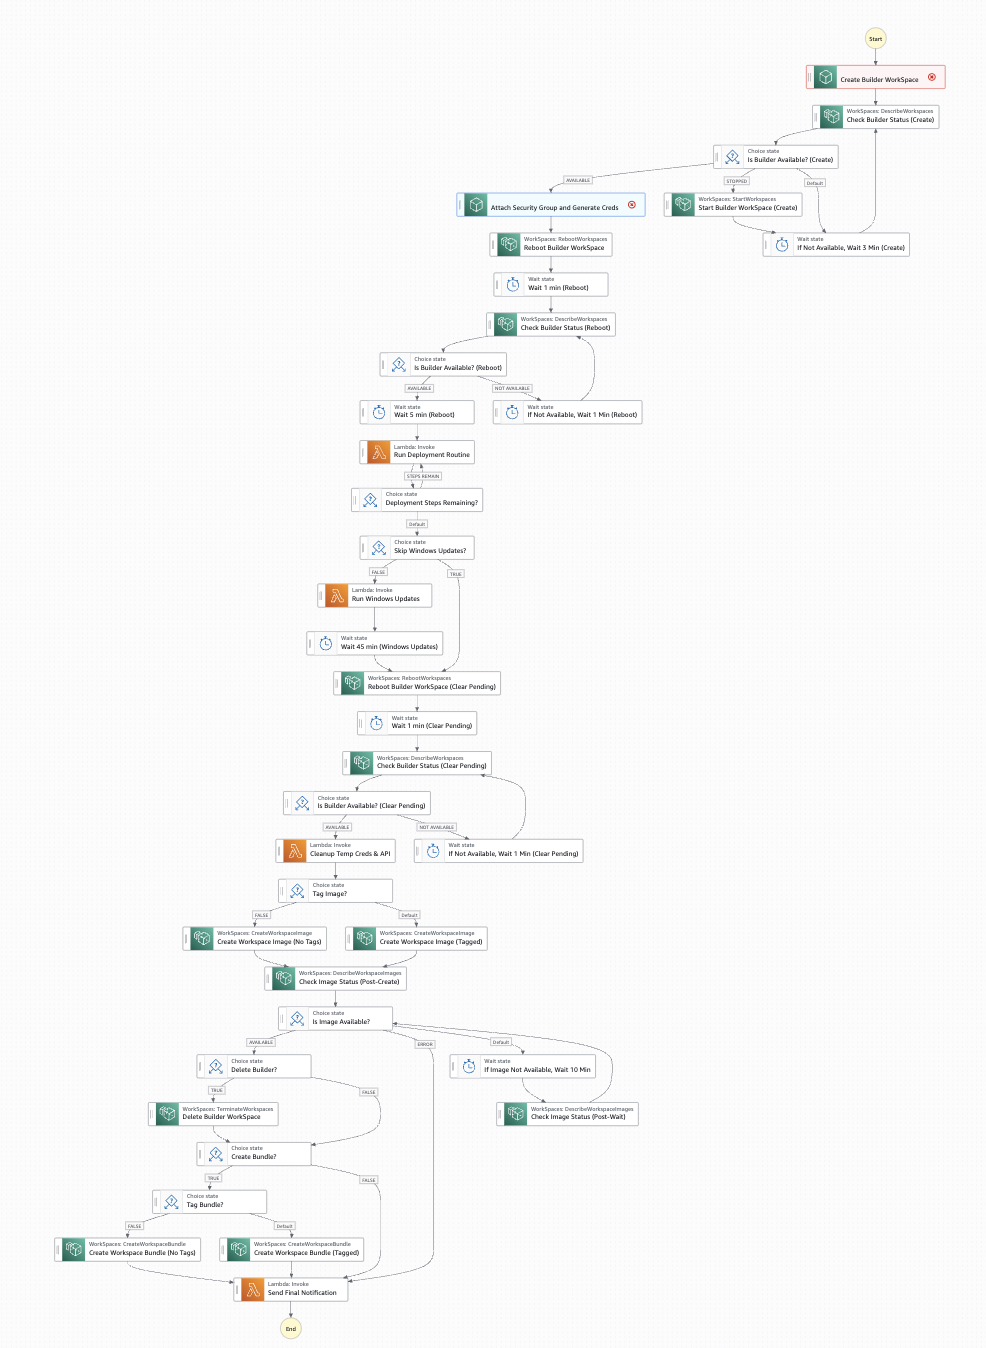 Start
Create Builder WorkSpace
WorkSpaces: DescribeWorkspaces
Check Builder Status (Create)
Choice state
Is Builder Available? (Create)
AVAILABLE
STOPPED
Default
Attach Security Group and Generate Creds
WorkSpaces: StartWorkspaces
Start Builder WorkSpace (Create)
WorkSpaces: RebootWorkspaces
Reboot Builder WorkSpace
Wait state
If Not Available, Wait 3 Min (Create)
Wait state
Wait 1 min (Reboot)
WorkSpaces: DescribeWorkspaces
Check Builder Status (Reboot)
Choice state
Is Builder Available? (Reboot)
AVAILABLE
NOT AVAILABLE
Wait state
Wait 5 min (Reboot)
Wait state
If Not Available, Wait 1 Min (Reboot)
Lambda: Invoke
Run Deployment Routine
STEPS REMAIN
Choice state
Deployment Steps Remaining?
Default
Choice state
Skip Windows Updates?
FALSE
TRUE
Lambda: Invoke
Run Windows Updates
Wait state
Wait 45 min (Windows Updates)
WorkSpaces: RebootWorkspaces
Reboot Builder WorkSpace (Clear Pending)
Wait state
Wait 1 min (Clear Pending)
WorkSpaces: DescribeWorkspaces
Check Builder Status (Clear Pending)
Choice state
Is Builder Available? (Clear Pending)
AVAILABLE
NOT AVAILABLE
Lambda: Invoke
Cleanup Temp Creds & API
Wait state
If Not Available, Wait 1 Min (Clear Pending)
Choice state
Tag Image?
FALSE
Default
WorkSpaces: CreateWorkspaceImage
Create Workspace Image (No Tags)
WorkSpaces: CreateWorkspaceImage
Create Workspace Image (Tagged)
WorkSpaces: DescribeWorkspaceImages
Check Image Status (Post-Create)
Choice state
Is Image Available?
AVAILABLE
ERROR
Default
Choice state
Delete Builder?
Wait state
If Image Not Available, Wait 10 Min
TRUE
FALSE
WorkSpaces: TerminateWorkspaces
Delete Builder WorkSpace
WorkSpaces: DescribeWorkspaceImages
Check Image Status (Post-Wait)
Choice state
Create Bundle?
TRUE
FALSE
Choice state
Tag Bundle?
FALSE
Default
WorkSpaces: CreateWorkspaceBundle
Create Workspace Bundle (No Tags)
WorkSpaces: CreateWorkspaceBundle
Create Workspace Bundle (Tagged)
Lambda: Invoke
Send Final Notification
End